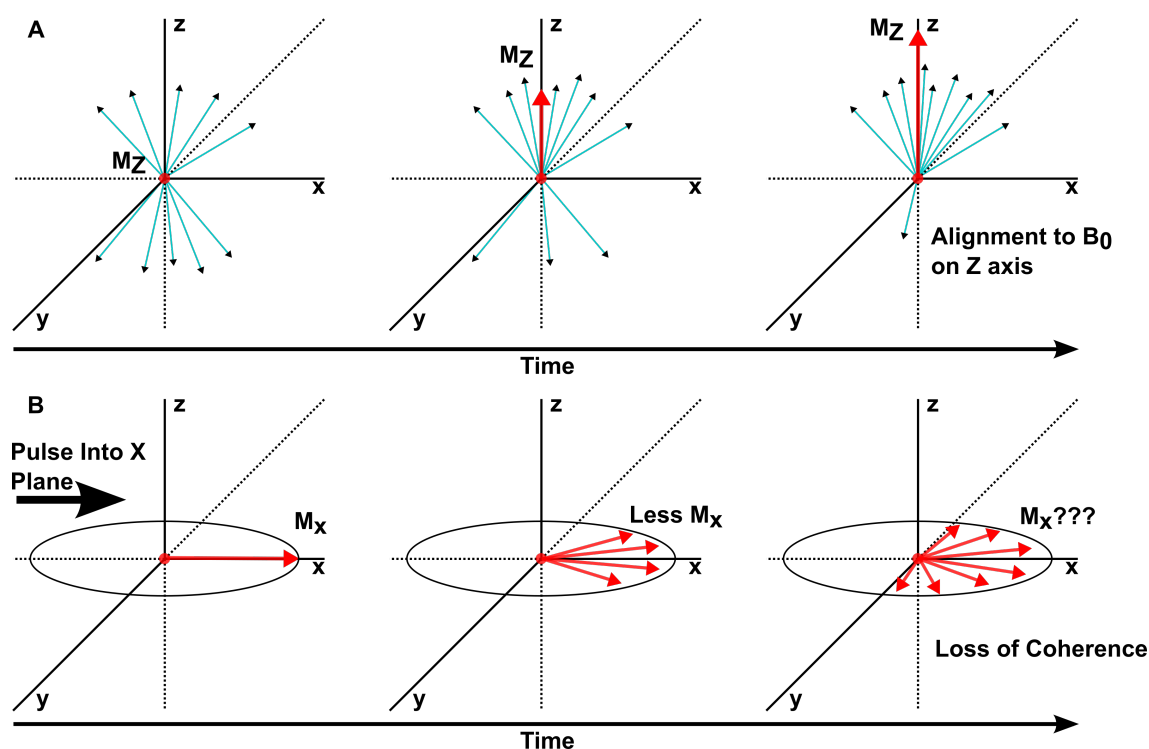 A
z
MZ
x
y
z
MZ
x
y
z
MZ
x
y
Alignment to B0
on Z axis
Time
B
Pulse Into X
Plane
z
Mx
x
y
z
Less Mx
x
y
z
Mx???
x
y
Loss of Coherence
Time